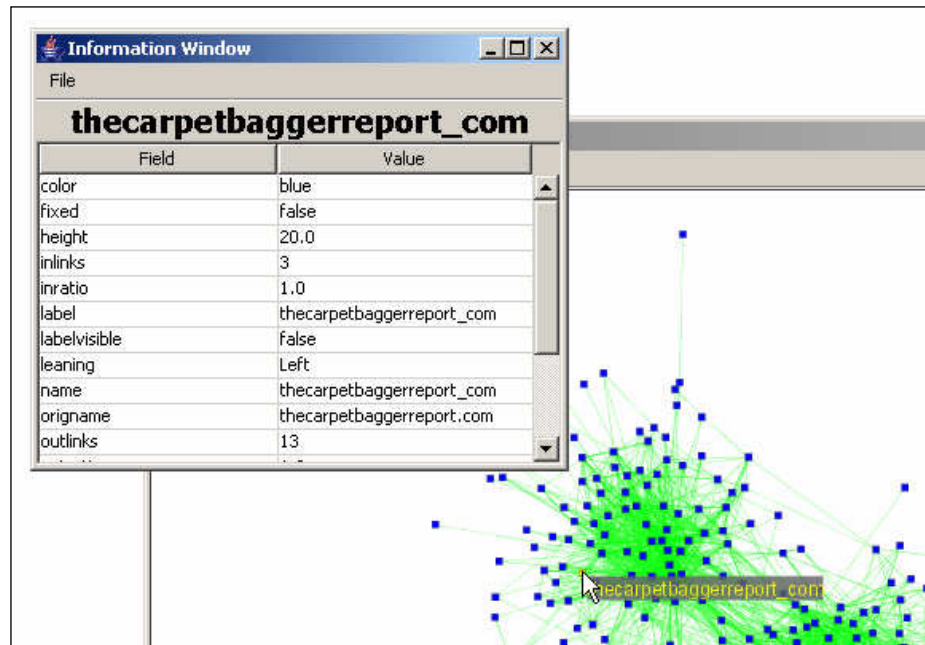 Information Window
File
thecarpetbaggerreport_com
Field Value
color blue
fixed false
height 20.0
inlinks 3
inratio 1.0
label thecarpetbaggerreport_com
labelvisible false
leaning Left
name thecarpetbaggerreport_com
origname thecarpetbaggerreport.com
outlinks 13
hecarpetbaggerreport_com